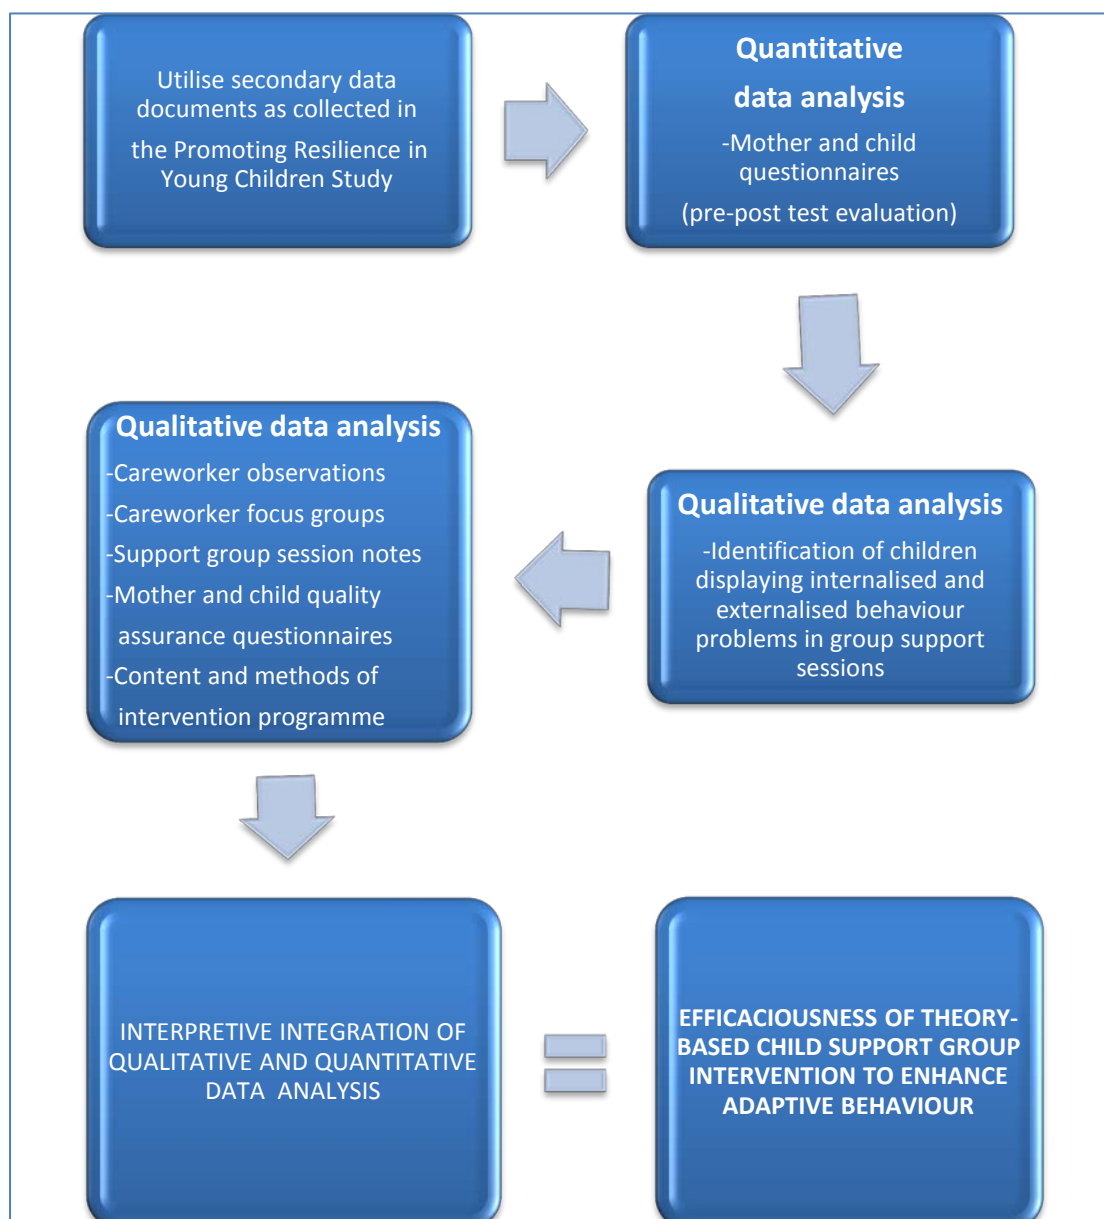 Utilise secondary data
documents as collected in
the Promoting Resilience in
Young Children Study
Quantitative
data analysis
-Mother and child
questionnaires
(pre-post test evaluation)
Qualitative data analysis
-Identification of children
displaying internalised and
externalised behaviour
problems in group support
sessions
Qualitative data analysis
-Careworker observations
-Careworker focus groups
-Support group session notes
-Mother and child quality
assurance questionnaires
-Content and methods of
intervention programme
INTERPRETIVE INTEGRATION OF
QUALITATIVE AND QUANTITATIVE
DATA ANALYSIS
EFFICACIOUSNESS OF THEORY-
BASED CHILD SUPPORT GROUP
INTERVENTION TO ENHANCE
ADAPTIVE BEHAVIOUR